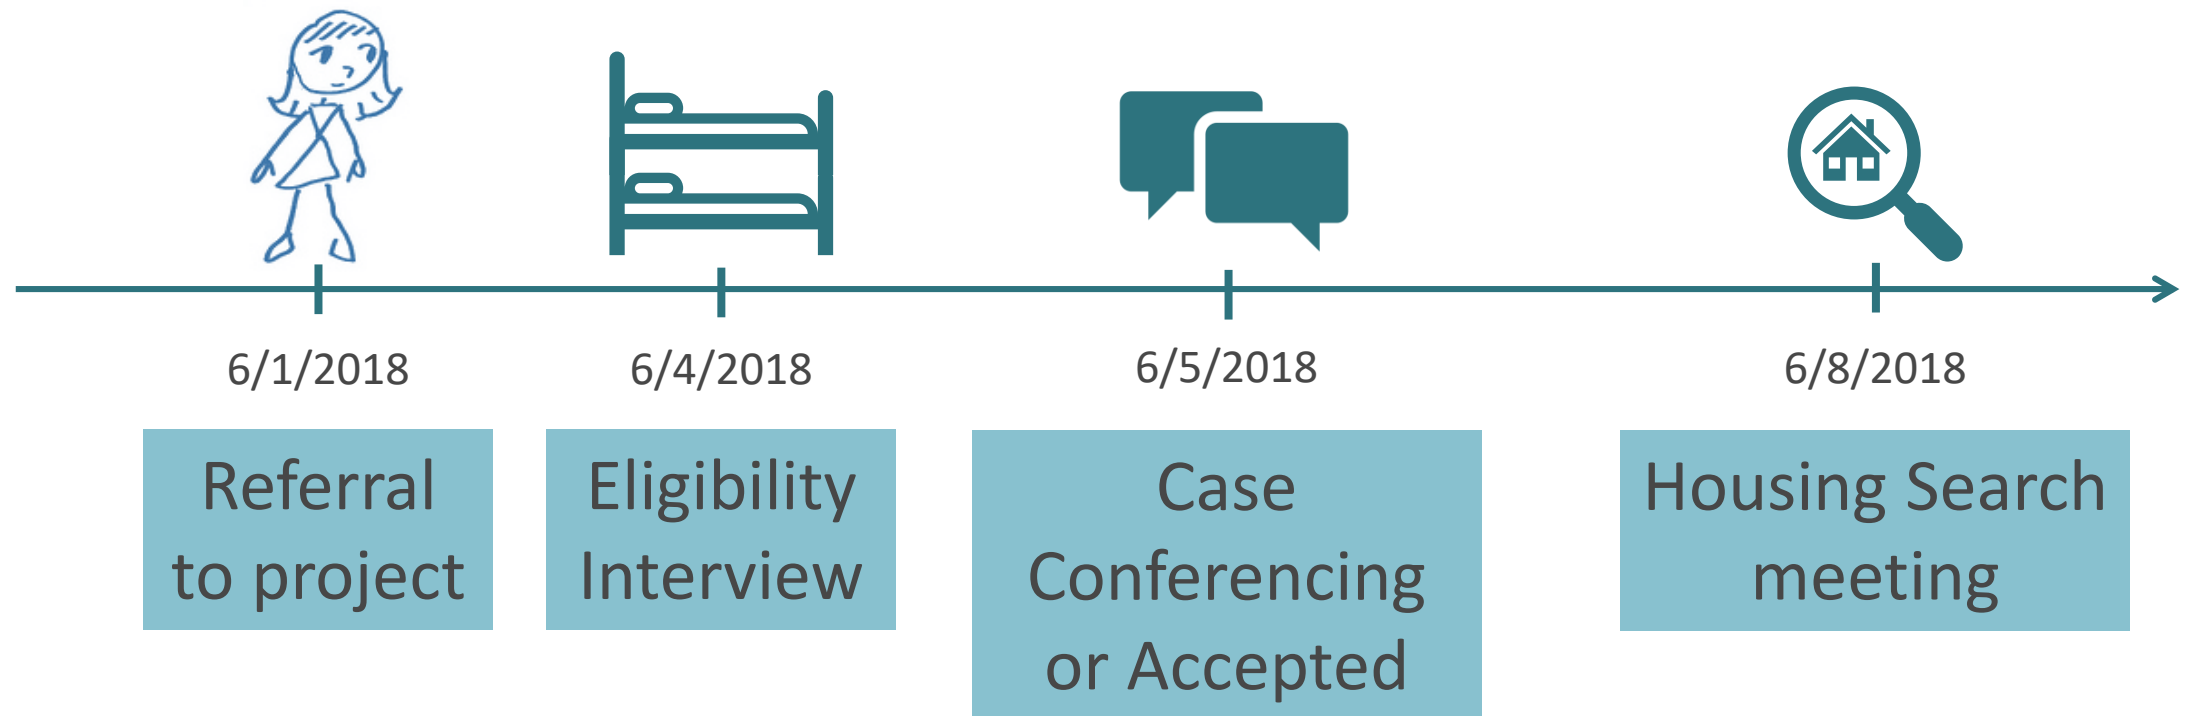 6/1/2018
6/4/2018
6/5/2018
6/8/2018
Referral
to project
Eligibility
Interview
Case
Conferencing
or Accepted
Housing Search
meeting